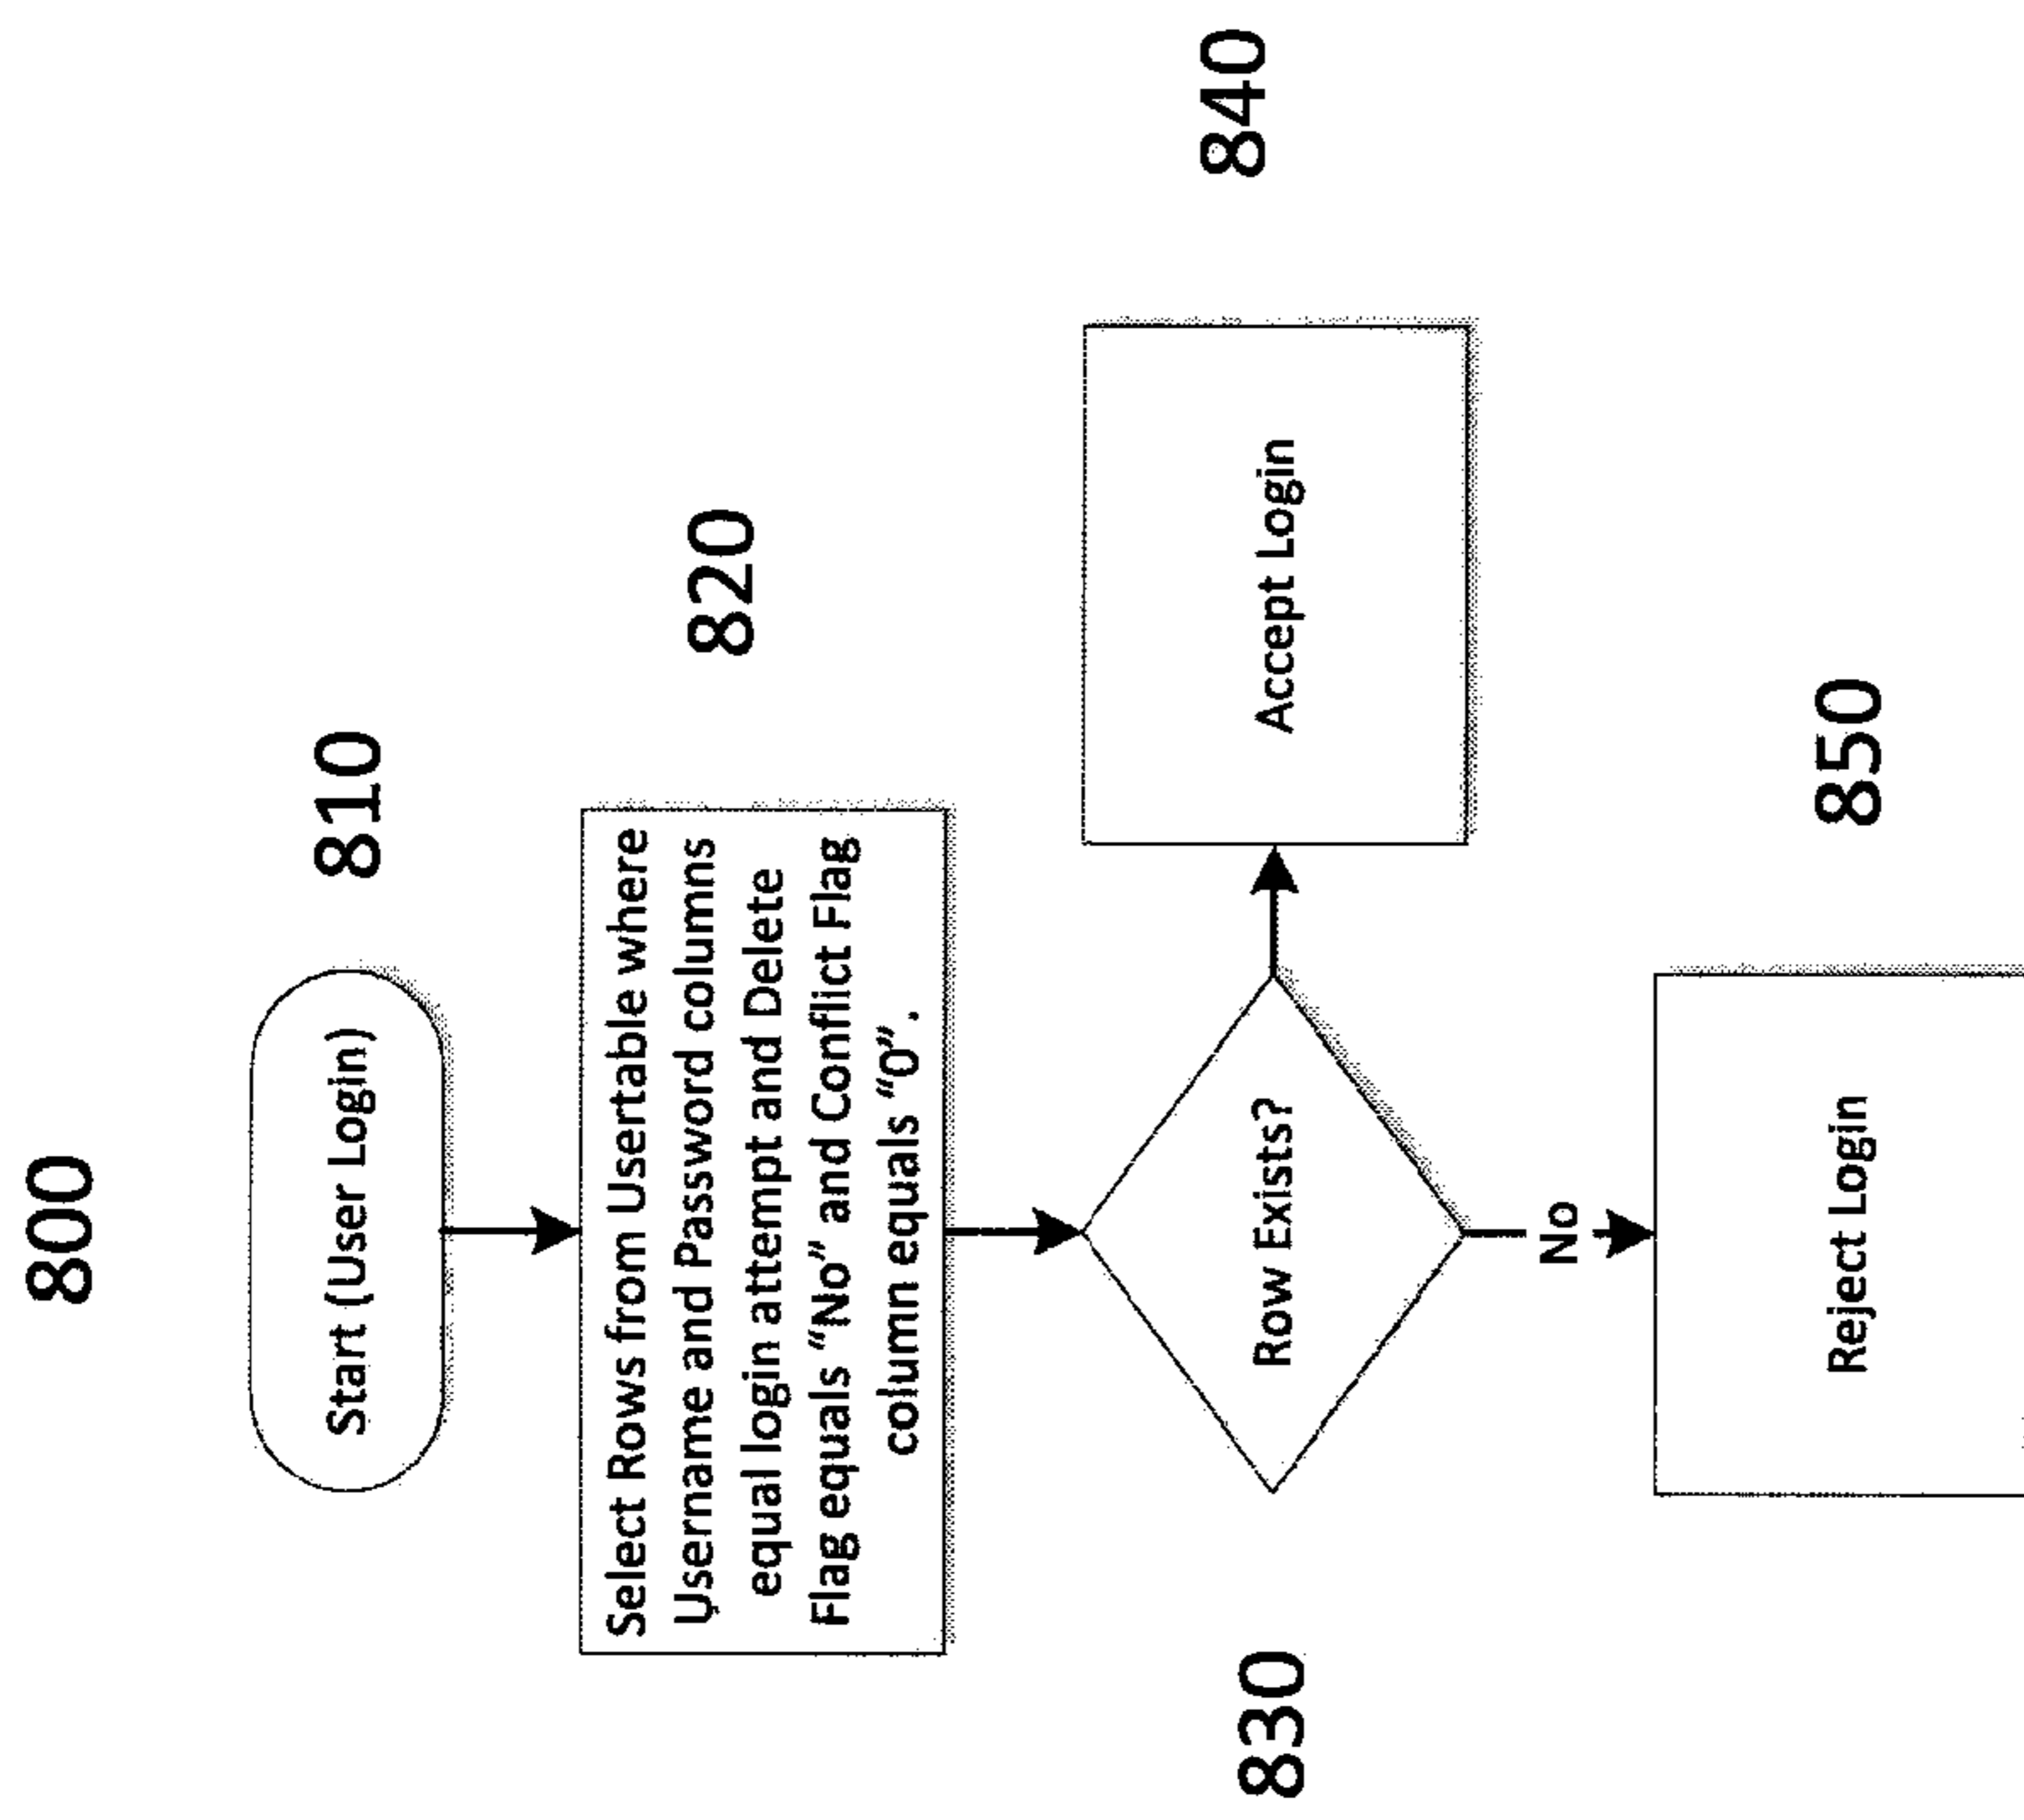 800
Start (User Login)
810
Select Rows from Usertable where
Username and Password columns
equal login attempt and Delete
Flag equals “No” and Conflict Flag
column equals “0”.
820
830
Row Exists?
Accept Login
840
No
Reject Login
850